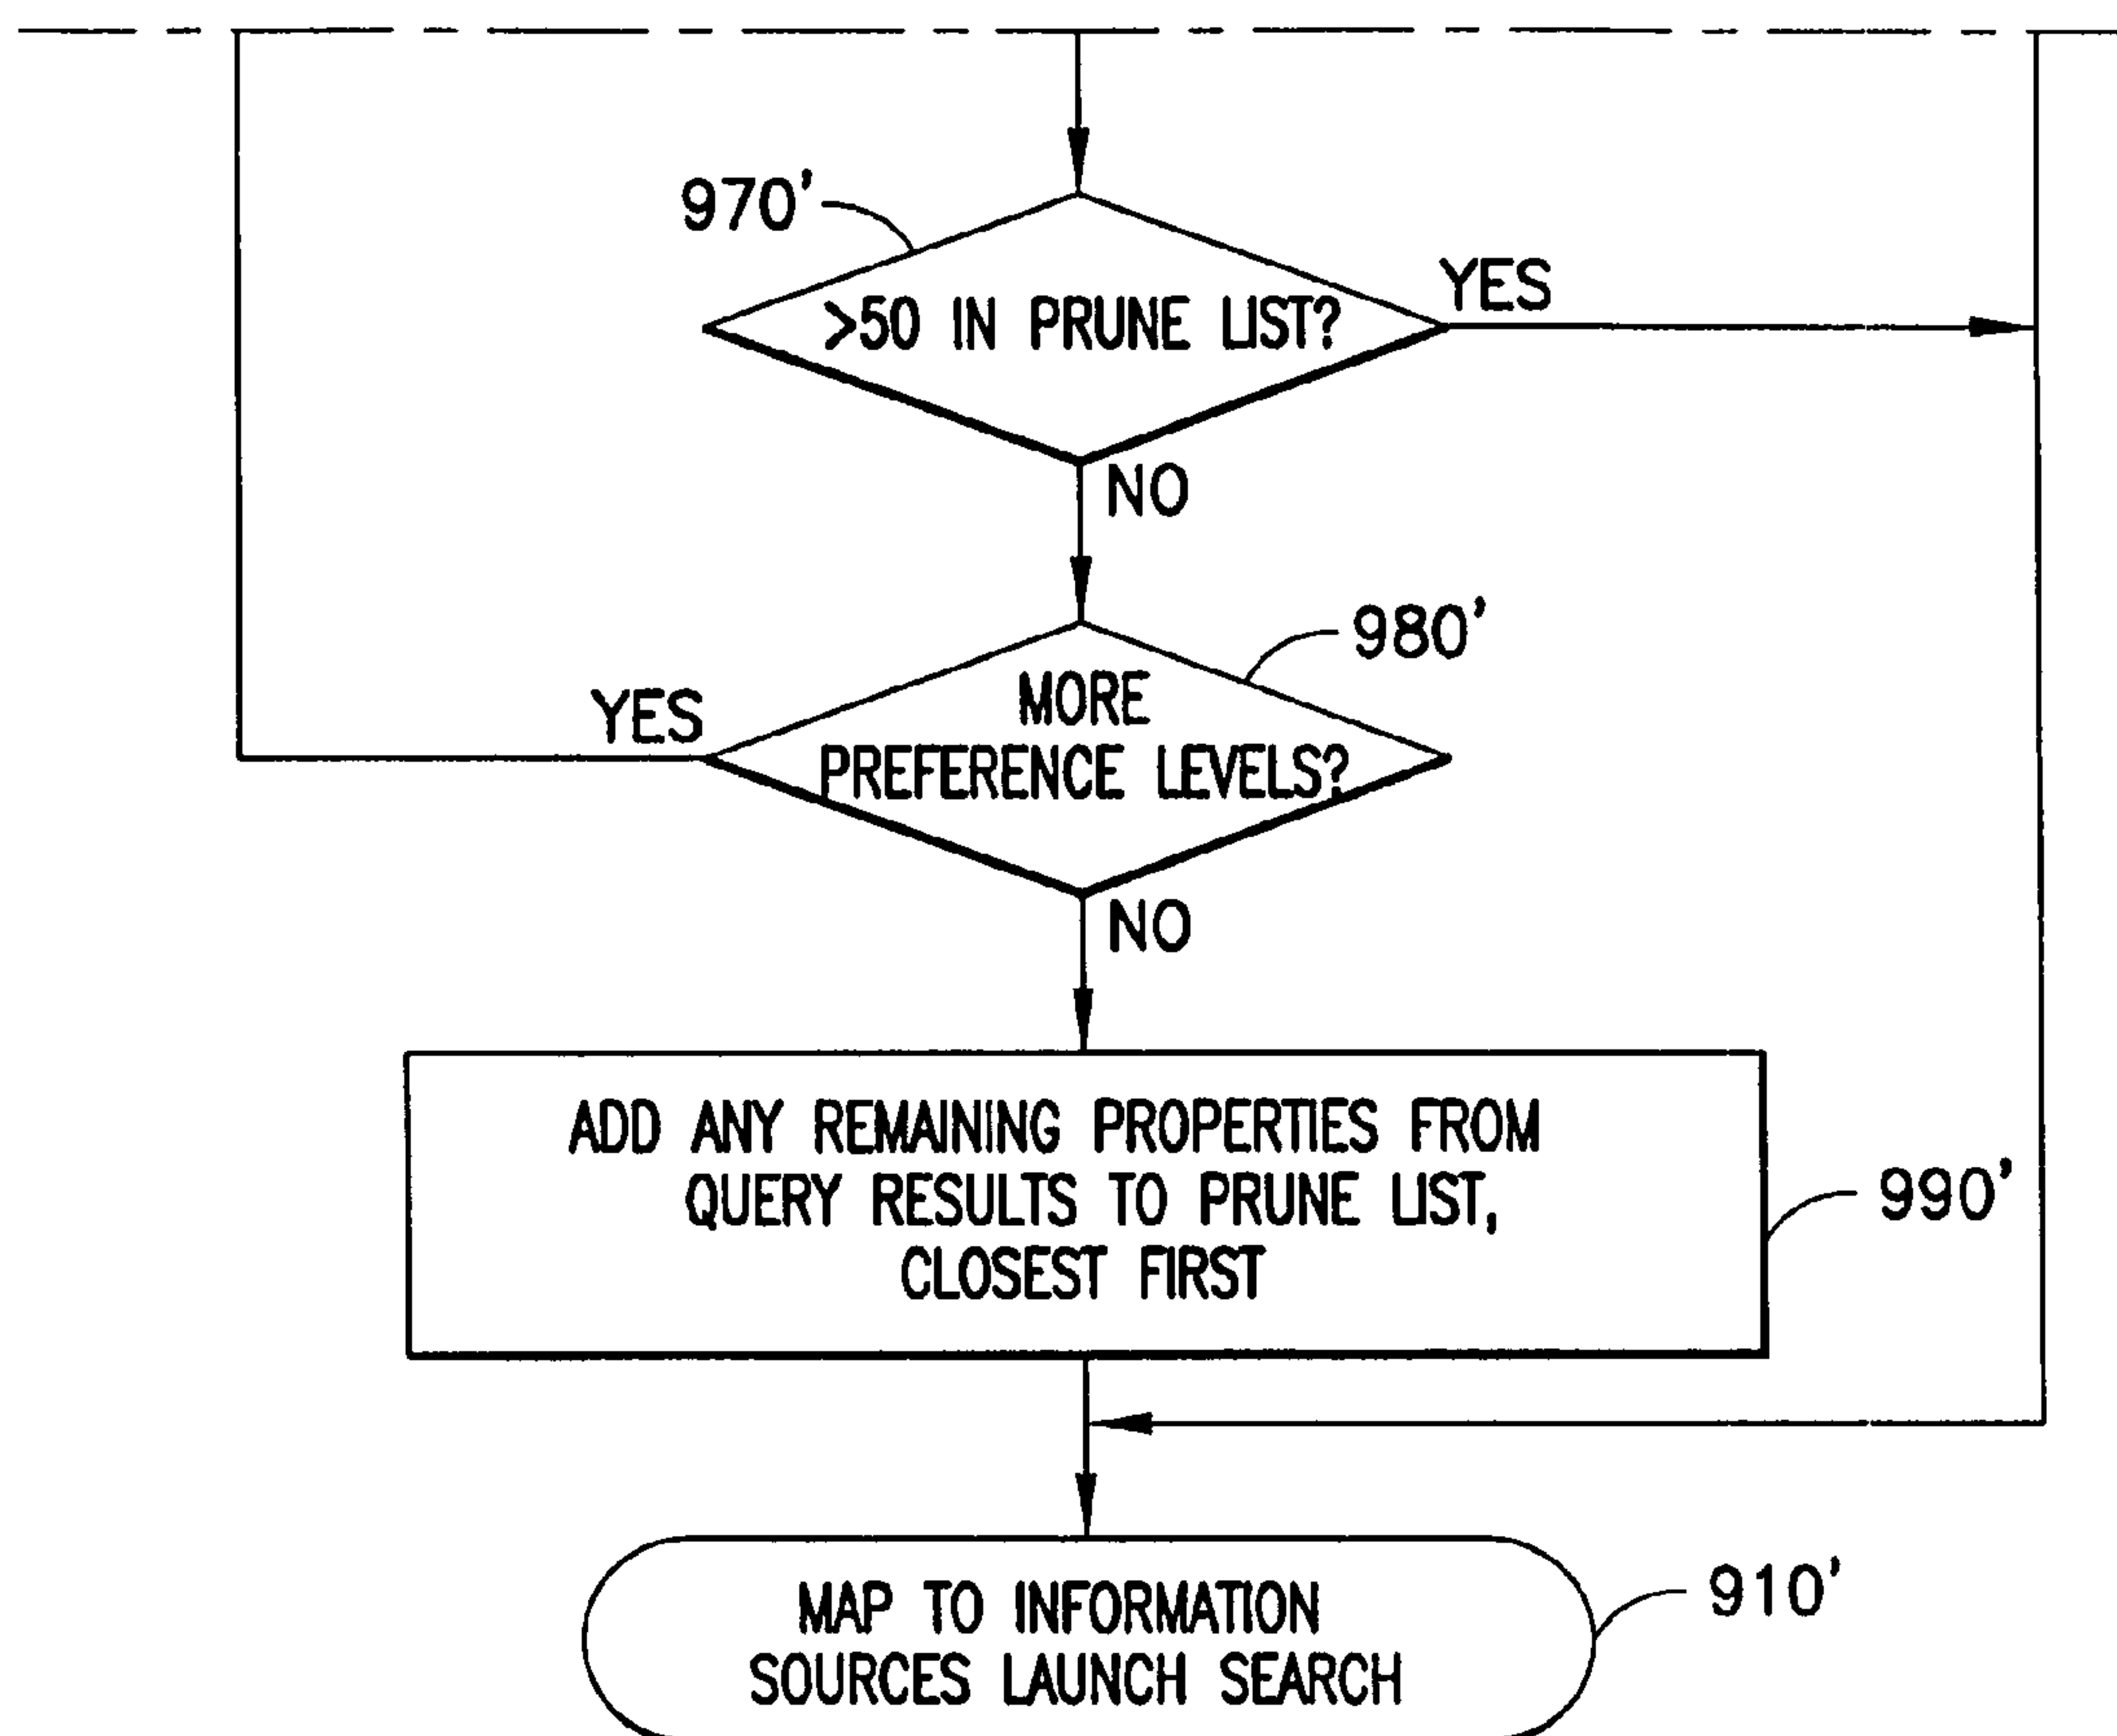 970'
>50 IN PRUNE LIST?
YES
NO
980'
MORE
PREFERENCE LEVELS?
YES
NO
ADD ANY REMAINING PROPERTIES FROM
QUERY RESULTS TO PRUNE LIST,
CLOSEST FIRST
990'
MAP TO INFORMATION
SOURCES LAUNCH SEARCH
910'